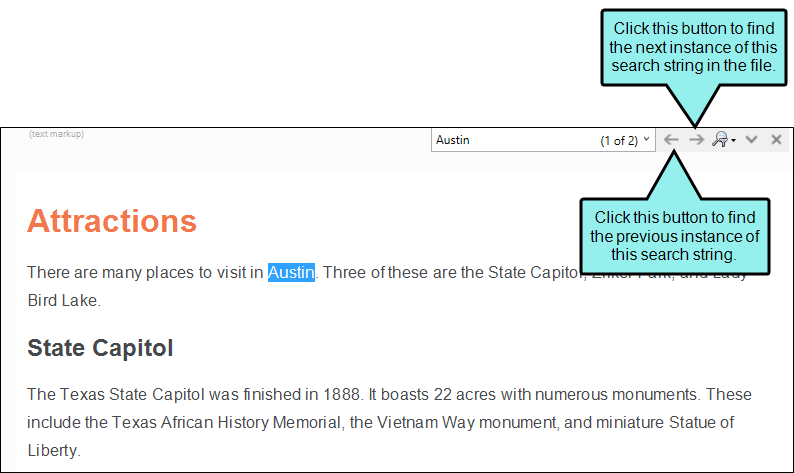 Click this button to find
the next instance of this
search string in the file.
(text markup)
Austin (1 of 2)
Click this button to find
the previous instance of
this search string.
Attractions
There are many places to visit in Austin. Three of these are the State Capitol, Zilker Park, and Lady
Bird Lake.
State Capitol
The Texas State Capitol was finished in 1888. It boasts 22 acres with numerous monuments. These
include the Texas African History Memorial, the Vietnam Way monument, and miniature Statue of
Liberty.